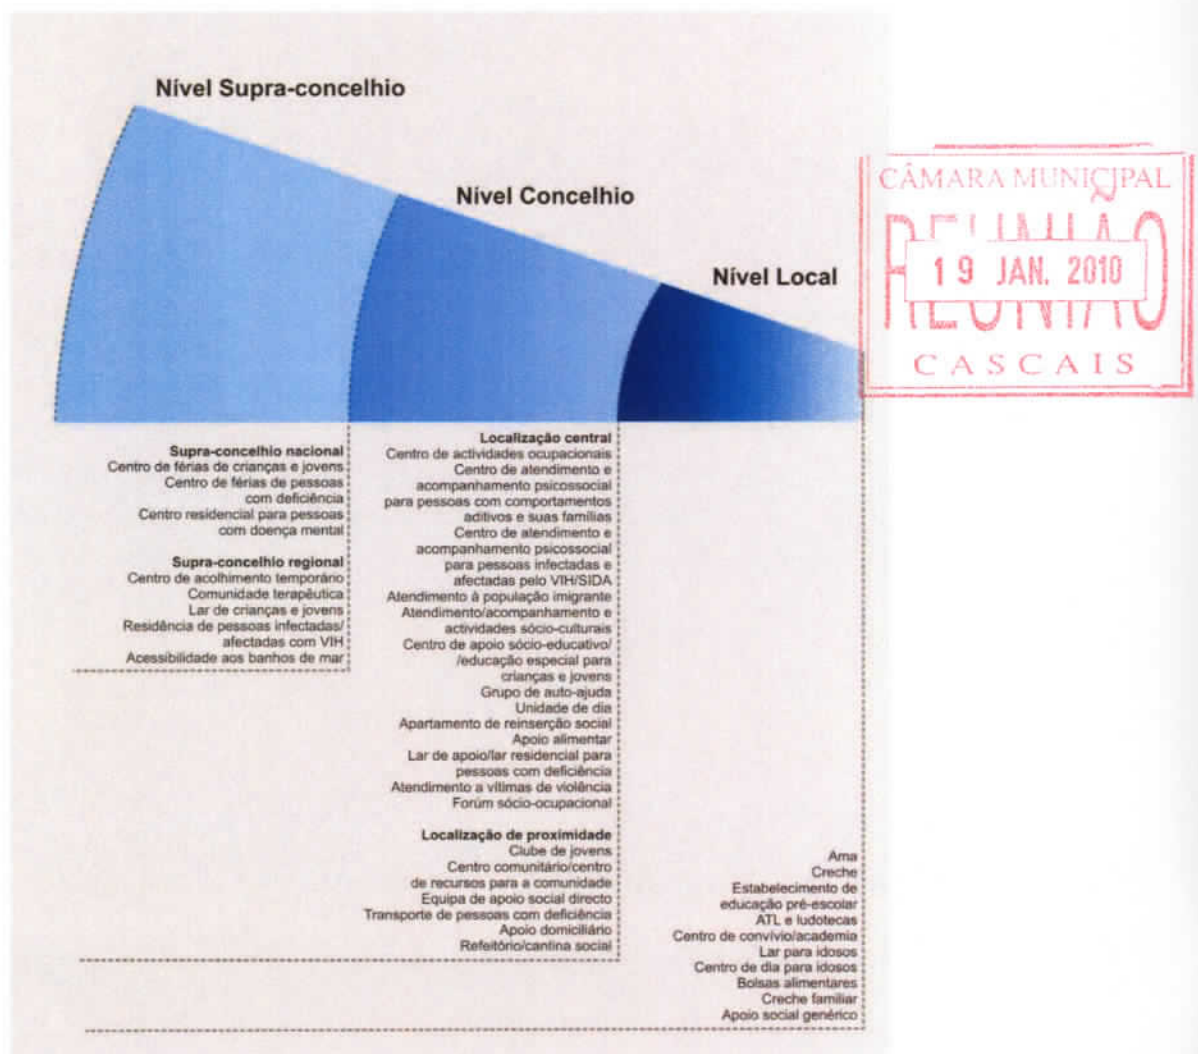 Nível Supra-concelhio
Nível Concelhio
Nível Local
CÂMARA MUNICIPAL
REUNIÃO
19 JAN. 2010
CASCAIS
Supra-concelhio nacional
Centro de férias de crianças e jovens
Centro de férias de pessoas
com deficiência
Centro residencial para pessoas
com doença mental
Supra-concelhio regional
Centro de acolhimento temporário
Comunidade terapêutica
Lar de crianças e jovens
Residência de pessoas infectadas/
afectadas com VIH
Acessibilidade aos banhos de mar
Localização central
Centro de actividades ocupacionais
Centro de atendimento e
acompanhamento psicossocial
para pessoas com comportamentos
aditivos e suas famílias
Centro de atendimento e
acompanhamento psicossocial
para pessoas infectadas e
afectadas pelo VIH/SIDA
Atendimento à população imigrante
Atendimento/acompanhamento e
actividades sócio-culturais
Centro de apoio sócio-educativo/
/educação especial para
crianças e jovens
Grupo de auto-ajuda
Unidade de dia
Apartamento de reinserção social
Apoio alimentar
Lar de apoio/lar residencial para
pessoas com deficiência
Atendimento a vítimas de violência
Forúm sócio-ocupacional
Localização de proximidade
Clube de jovens
Centro comunitário/centro
de recursos para a comunidade
Equipa de apoio social directo
Transporte de pessoas com deficiência
Apoio domiciliário
Refeitório/cantina social
Ama
Creche
Estabelecimento de
educação pré-escolar
ATL e ludotecas
Centro de convívio/academia
Lar para idosos
Centro de dia para idosos
Bolsas alimentares
Creche familiar
Apoio social genérico